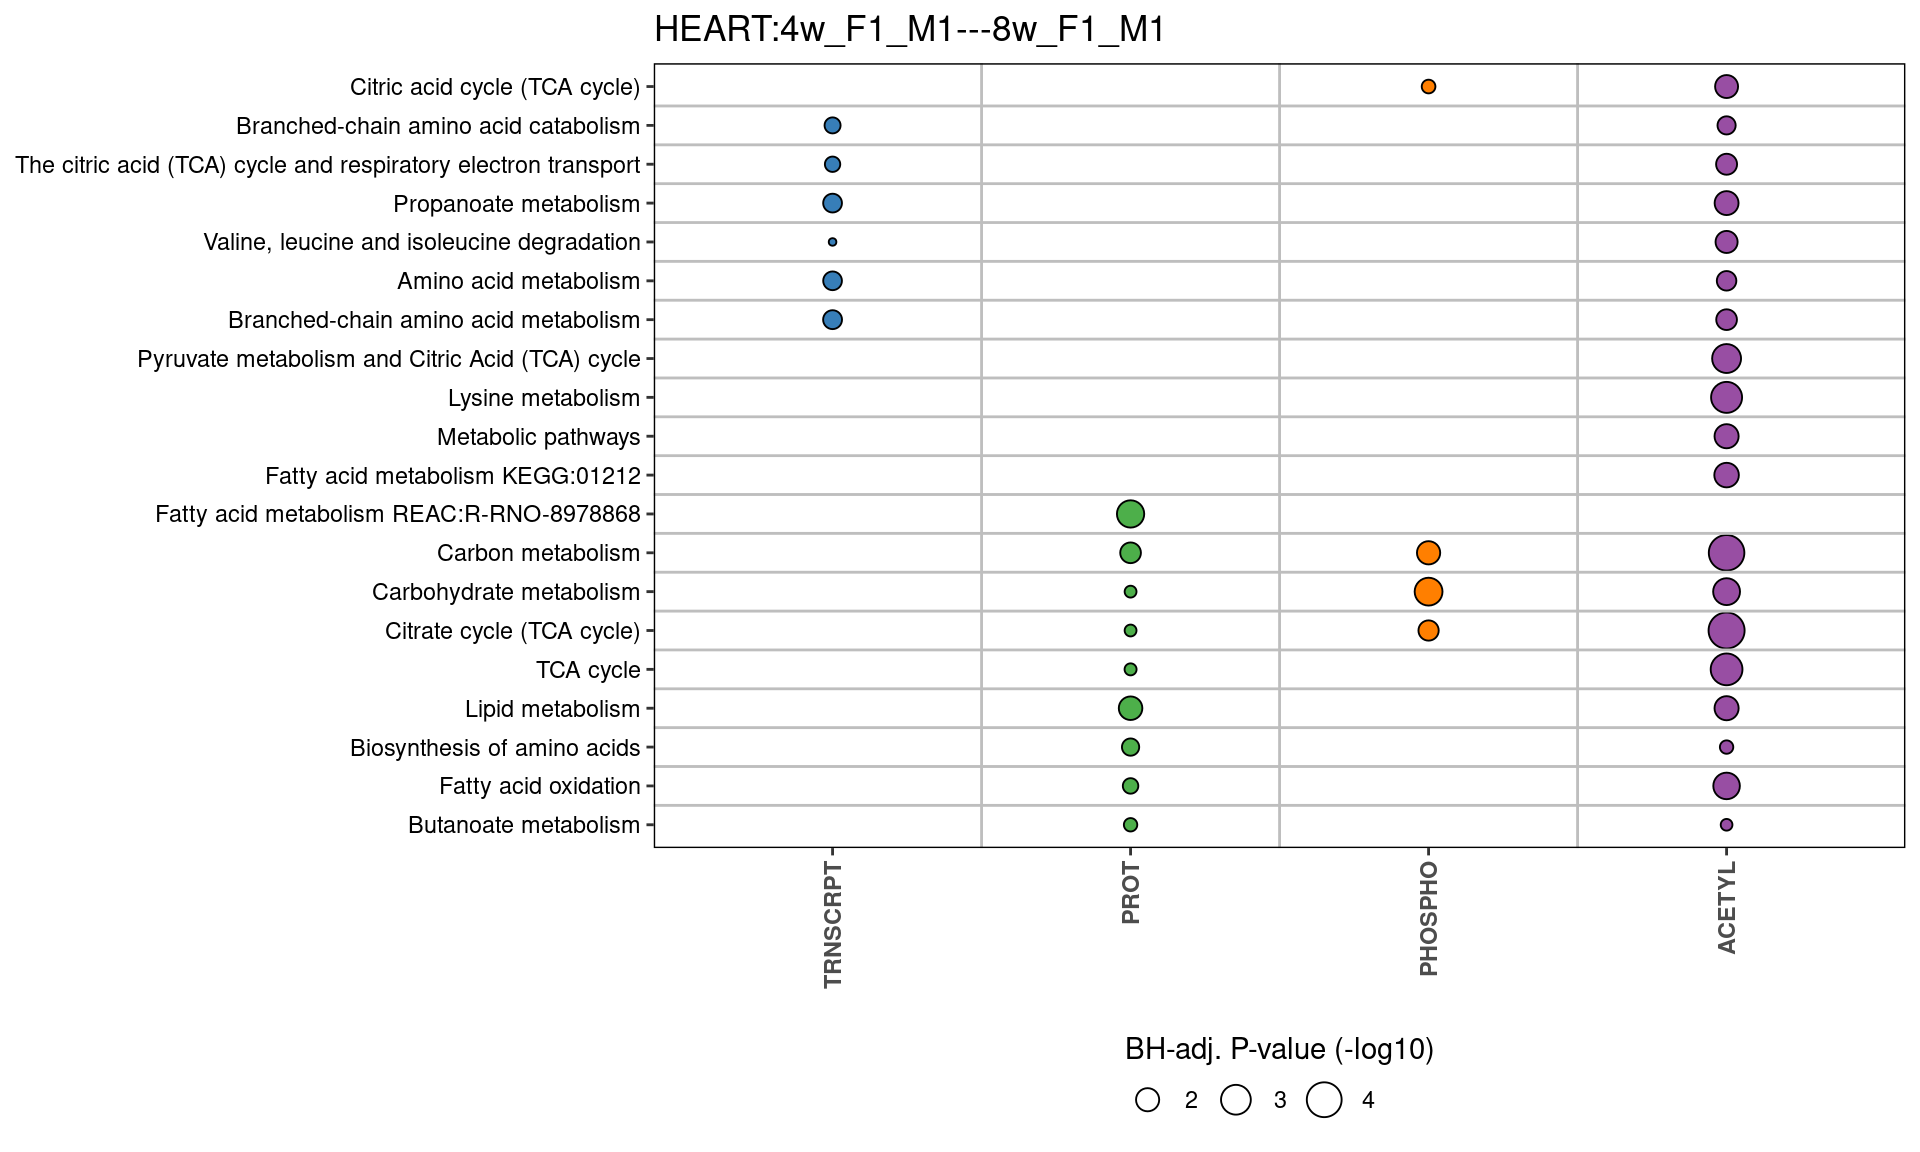 HEART:4w_F1_M1---8w_F1_M1
Citric acid cycle (TCA cycle)
Branched-chain amino acid catabolism
The citric acid (TCA) cycle and respiratory electron transport
Propanoate metabolism
Valine, leucine and isoleucine degradation
Amino acid metabolism
Branched-chain amino acid metabolism
Pyruvate metabolism and Citric Acid (TCA) cycle
Lysine metabolism
Metabolic pathways
Fatty acid metabolism KEGG:01212
Fatty acid metabolism REAC:R-RNO-8978868
Carbon metabolism
Carbohydrate metabolism
Citrate cycle (TCA cycle)
TCA cycle
Lipid metabolism
Biosynthesis of amino acids
Fatty acid oxidation
Butanoate metabolism
TRNSCRPT
PROT
PHOSPHO
ACETYL
BH-adj. P-value (-log10)
2 3 4